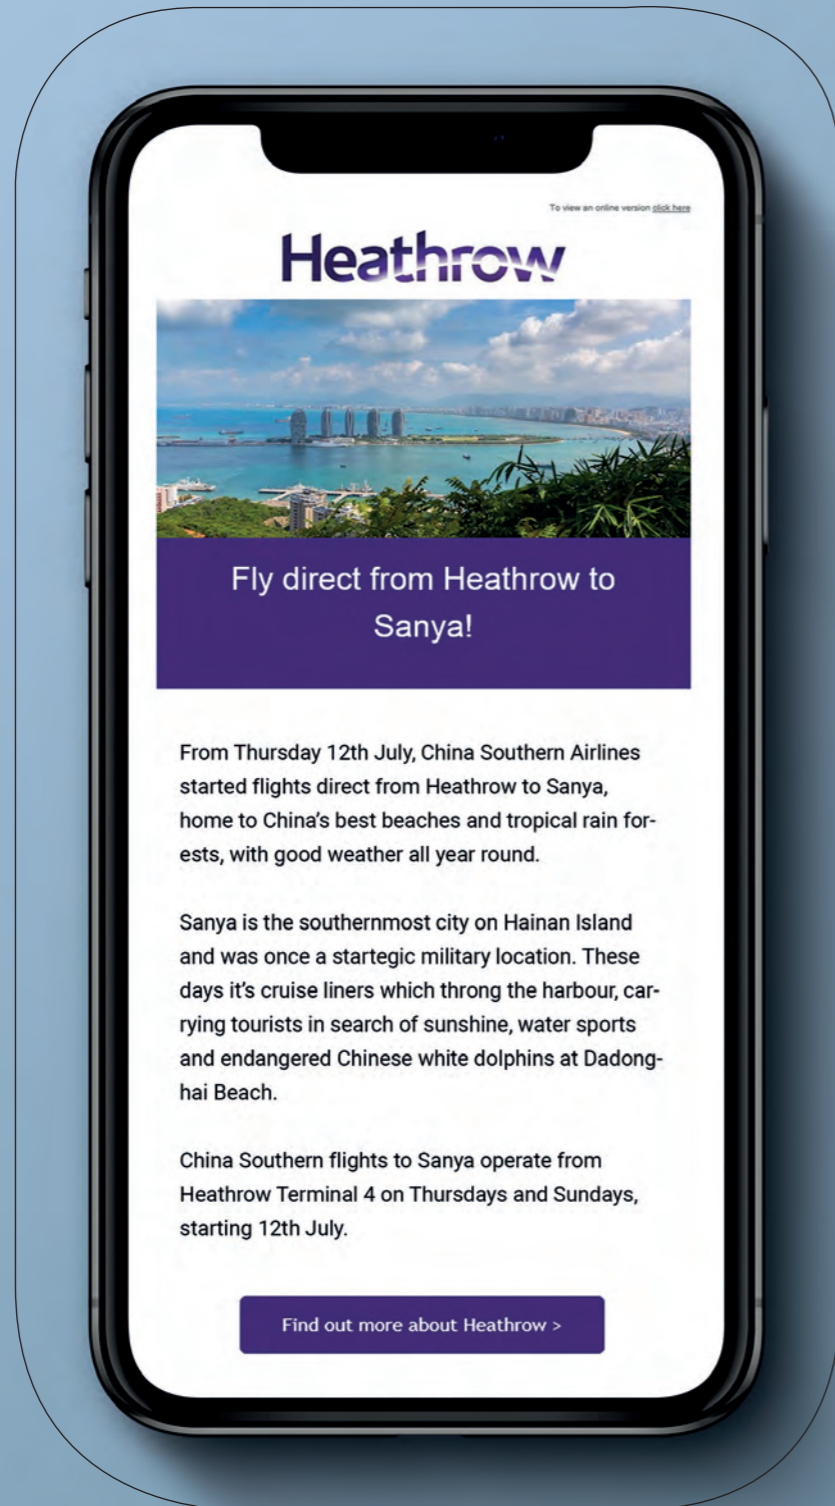 To view an online version click here
Heathrow
Fly direct from Heathrow to
Sanya!
From Thursday 12th July, China Southern Airlines
started flights direct from Heathrow to Sanya,
home to China's best beaches and tropical rain for-
ests, with good weather all year round.
Sanya is the southernmost city on Hainan Island
and was once a startegic military location. These
days it's cruise liners which throng the harbour, car-
rying tourists in search of sunshine, water sports
and endangered Chinese white dolphins at Dadong-
hai Beach.
China Southern flights to Sanya operate from
Heathrow Terminal 4 on Thursdays and Sundays,
starting 12th July.
Find out more about Heathrow >